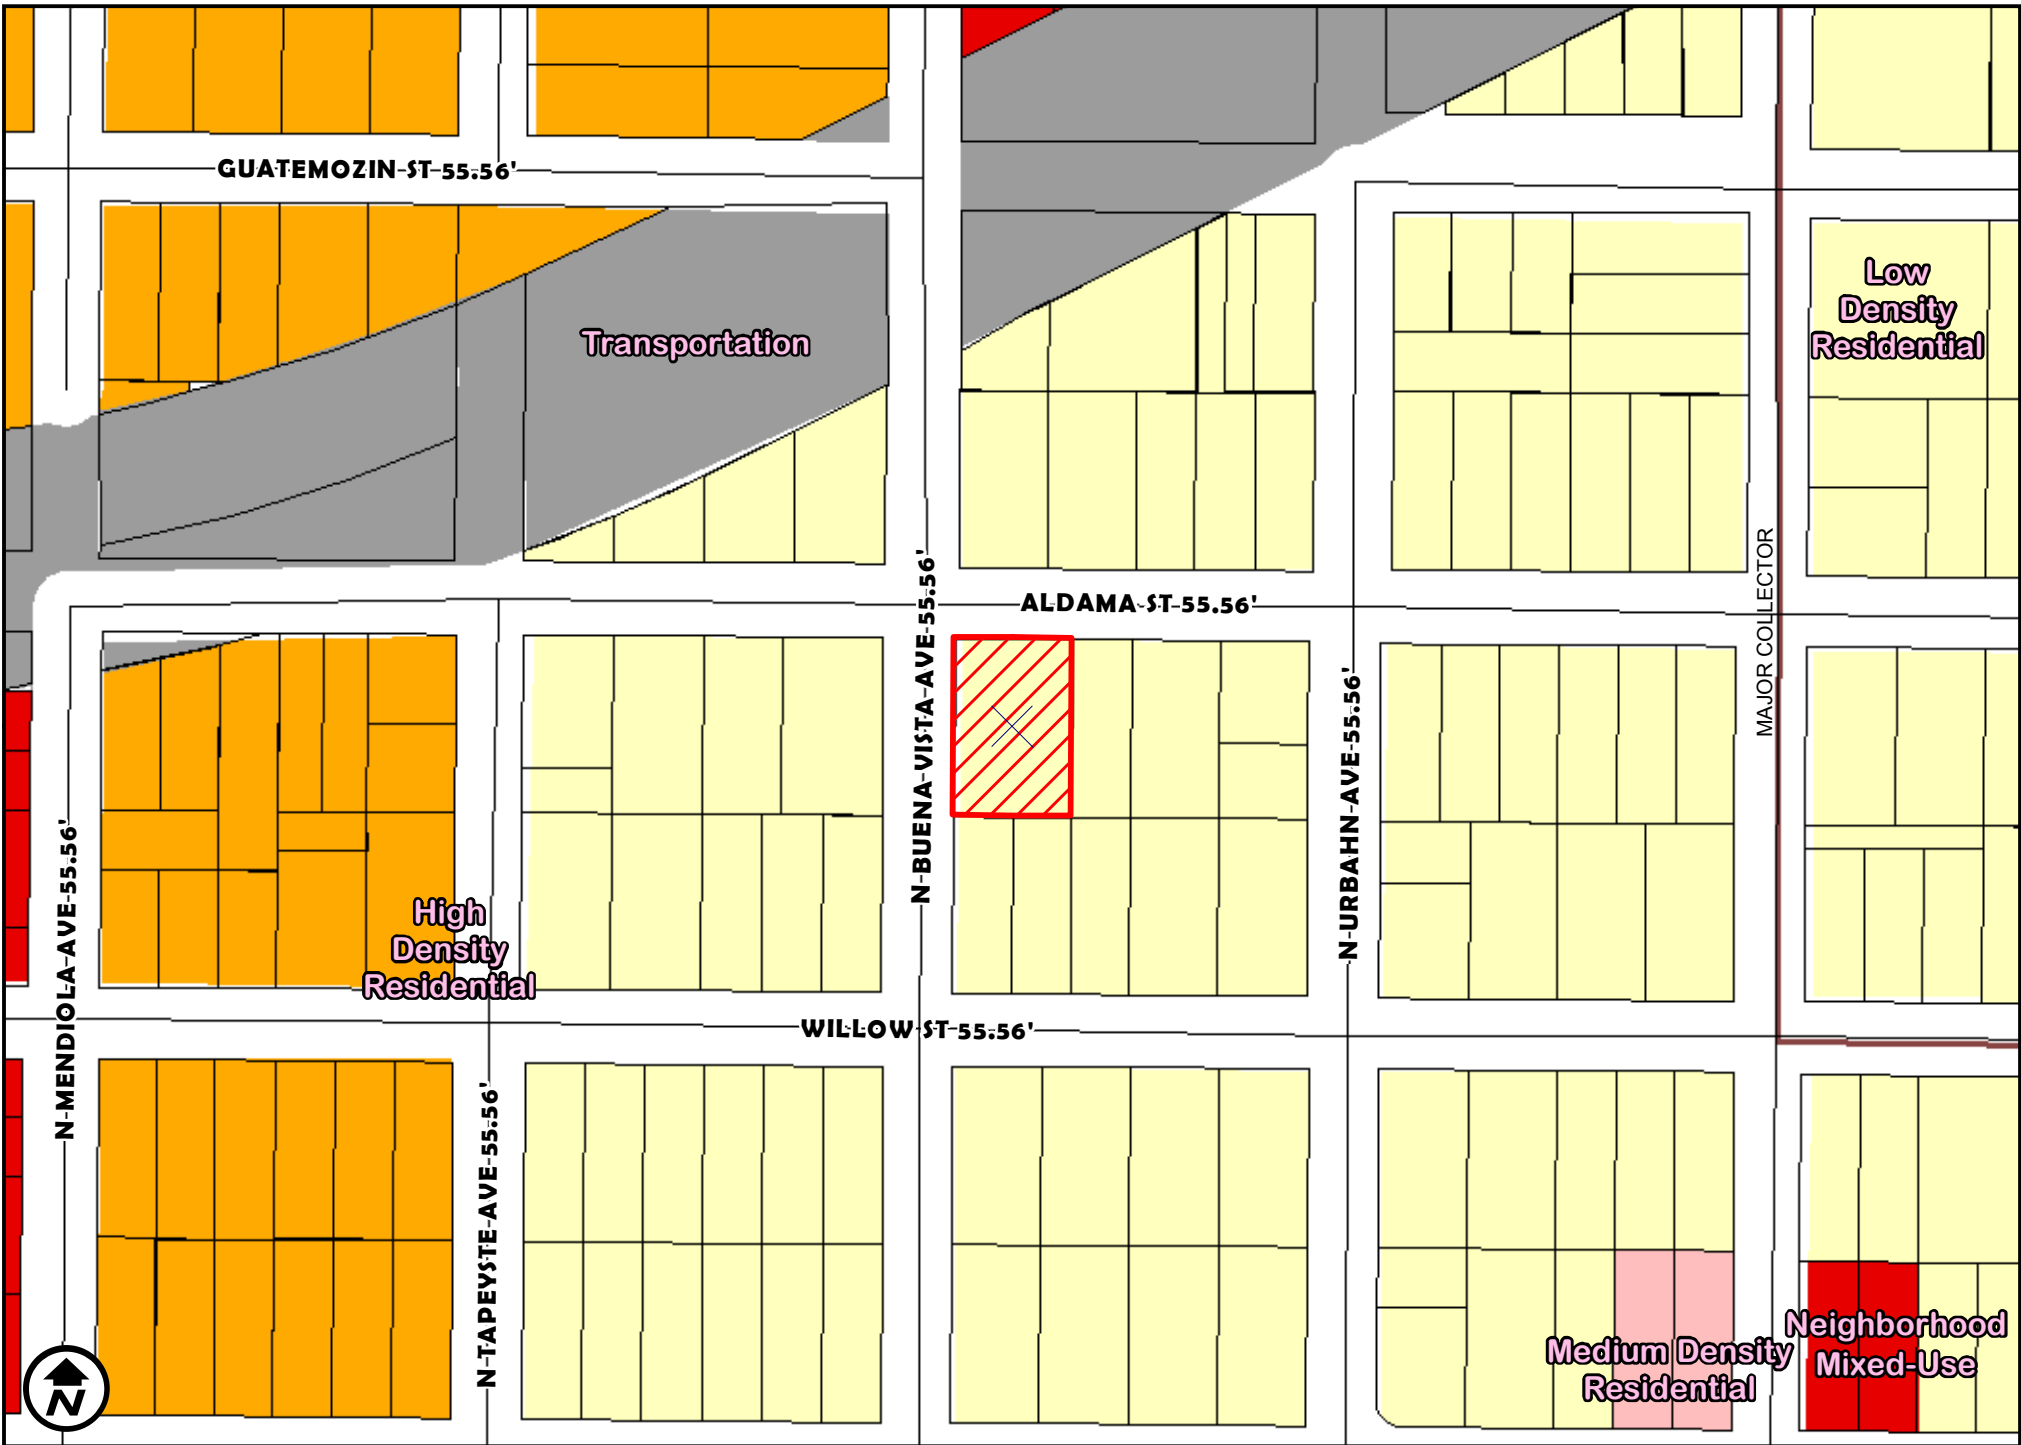 GUATEMOZIN ST 55.56'
Transportation
Low
Density
Residential
MAJOR COLLECTOR
N BUENA VISTA AVE 55.56'
ALDAMA ST 55.56'
N URBAHN AVE 55.56'
N MENDIOLA AVE 55.56'
High
Density
Residential
WILLOW ST 55.56'
N TAPEYSTE AVE 55.56'
Medium Density
Residential
Neighborhood
Mixed-Use
N